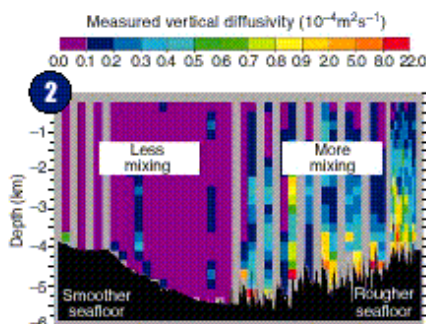 Measured vertical diffusivity (10⁻⁴m²s⁻¹)
0.0 0.1 0.2 0.3 0.4 0.5 0.6 0.7 0.8 0.9 2.0 5.0 8.0 22.0
2
Less
mixing
More
mixing
Depth (km)
-1
-2
-3
-4
-5
-6
Smoother
seafloor
Rougher
seafloor